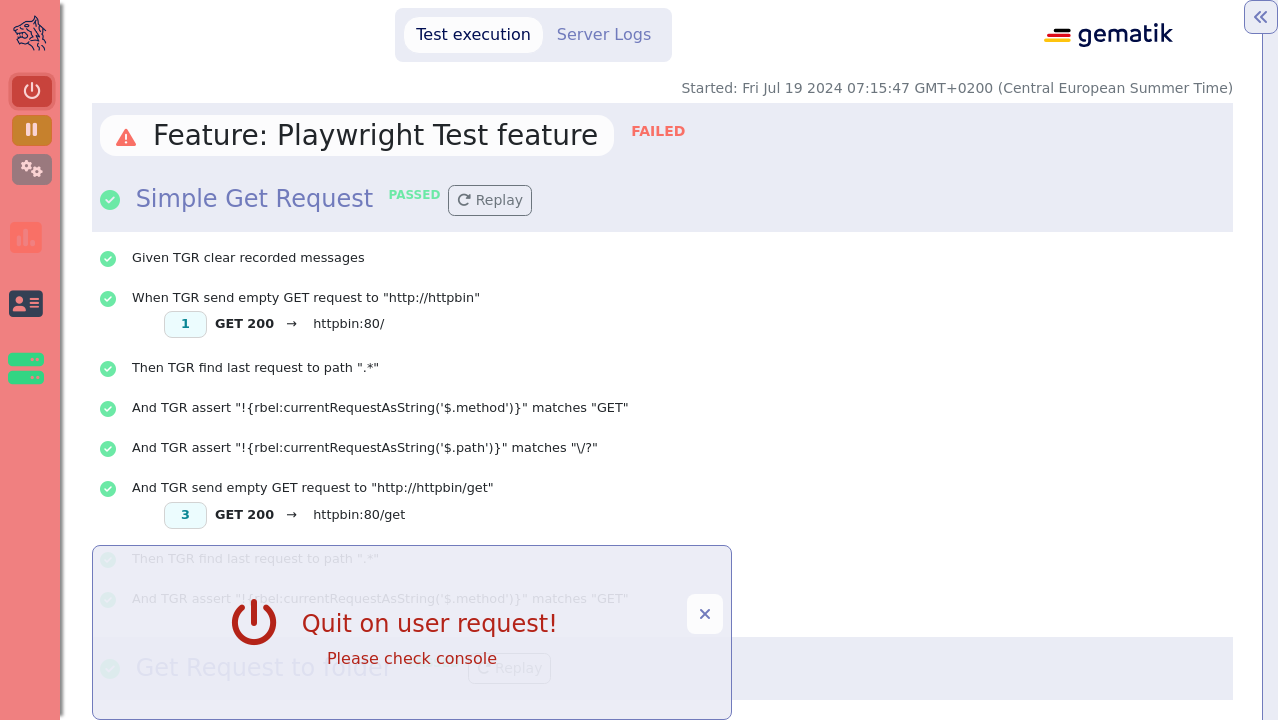 Test execution
Server Logs
gematik
Started: Fri Jul 19 2024 07:15:47 GMT+0200 (Central European Summer Time)
Feature: Playwright Test feature
FAILED
Simple Get Request
PASSED
Replay
Given TGR clear recorded messages
When TGR send empty GET request to "http://httpbin"
1 GET 200 → httpbin:80/
Then TGR find last request to path ".*"
And TGR assert "!{rbel:currentRequestAsString('$.method')}" matches "GET"
And TGR assert "!{rbel:currentRequestAsString('$.path')}" matches "\/?"
And TGR send empty GET request to "http://httpbin/get"
3 GET 200 → httpbin:80/get
Then TGR find last request to path ".*"
And TGR assert "!{rbel:currentRequestAsString('$.method')}" matches "GET"
Quit on user request!
Please check console
Get Request to folder
Replay